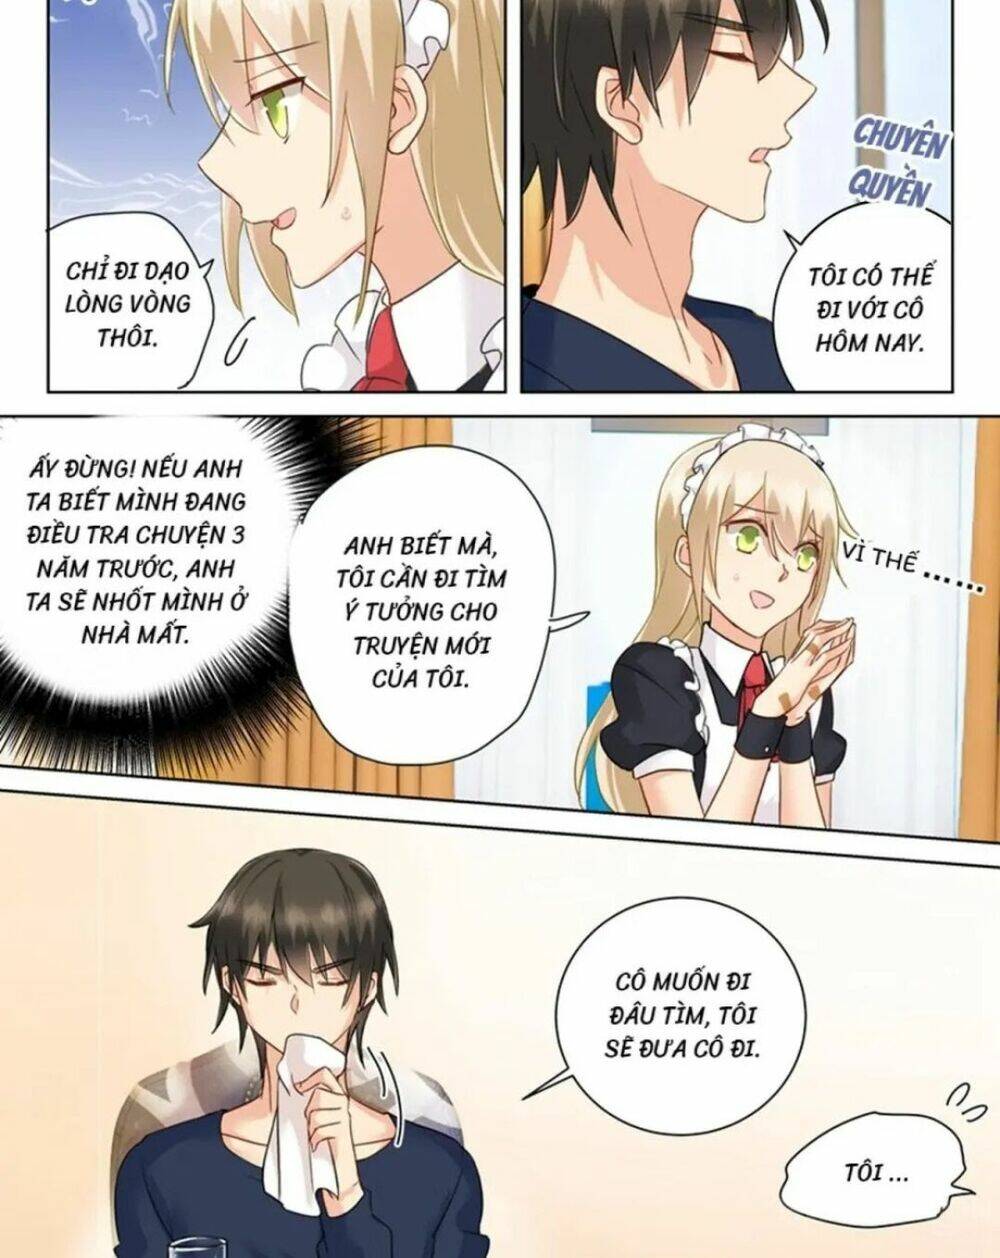 CHỈ ĐI DẠO
LÒNG VÒNG
THÔI.
CHUYÊN
QUYỀN
TÔI CÓ THỂ
ĐI VỚI CÔ
HÔM NAY.
ẤY ĐỪNG! NẾU ANH
TA BIẾT MÌNH ĐANG
ĐIỀU TRA CHUYỆN 3
NĂM TRƯỚC, ANH
TA SẼ NHỐT MÌNH Ở
NHÀ MẤT.
ANH BIẾT MÀ,
TÔI CẦN ĐI TÌM
Ý TƯỞNG CHO
TRUYỆN MỚI
CỦA TÔI.
VÌ THẾ ......
CÔ MUỐN ĐI
ĐÂU TÌM, TÔI
SẼ ĐƯA CÔ ĐI.
TÔI ...